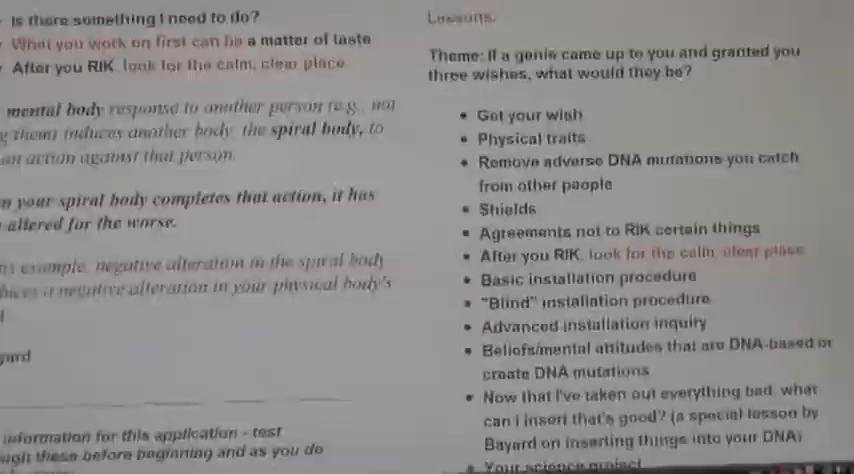 Is there something I need to do?
What you work on first can be a matter of taste
After you RIK, look for the calm, clear place.
mental body response to another person (e.g., not
them) induces another body, the spiral body, to
an action against that person.
your spiral body completes that action, it has
altered for the worse.
example, negative alteration in the spiral body
a negative alteration in your physical body's
information for this application - test
these before beginning and as you do
Lessons:
Theme: If a genie came up to you and granted you
three wishes, what would they be?
• Get your wish
• Physical traits
• Remove adverse DNA mutations you catch
from other people
• Shields
• Agreements not to RIK certain things
• After you RIK, look for the calm, clear place
• Basic installation procedure
• "Blind" installation procedure
• Advanced installation inquiry
• Beliefs/mental attitudes that are DNA-based or
create DNA mutations
• Now that I've taken out everything bad, what
can I insert that's good? (a special lesson by
Bayard on inserting things into your DNA)
• Your science project